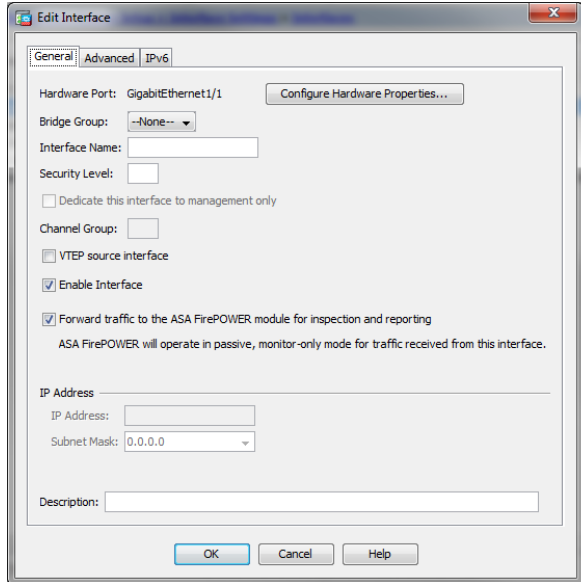 Edit Interface
General Advanced IPv6
Hardware Port: GigabitEthernet1/1 Configure Hardware Properties...
Bridge Group: --None--
Interface Name:
Security Level:
Dedicate this interface to management only
Channel Group:
VTEP source interface
Enable Interface
Forward traffic to the ASA FirePOWER module for inspection and reporting
ASA FirePOWER will operate in passive, monitor-only mode for traffic received from this interface.
IP Address
IP Address:
Subnet Mask: 0.0.0.0
Description:
OK Cancel Help